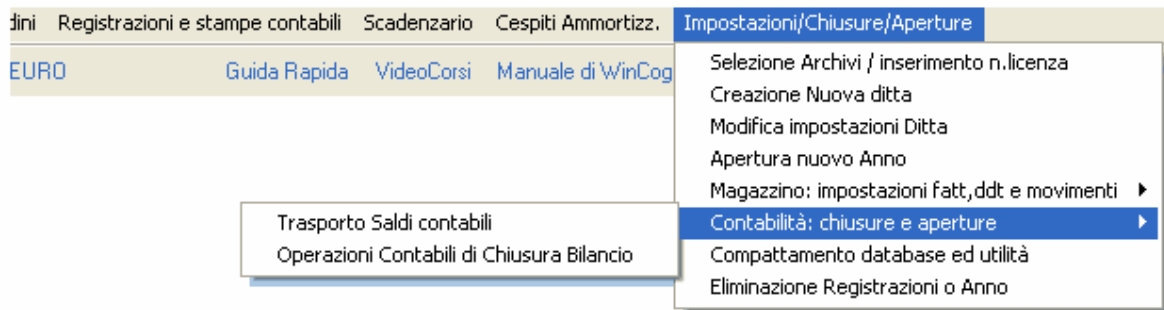 dini Registrazioni e stampe contabili Scadenzario Cespiti Ammortizz. Impostazioni/Chiusure/Aperture
EURO Guida Rapida VideoCorsi Manuale di WinCog
Selezione Archivi / inserimento n.licenza
Creazione Nuova ditta
Modifica impostazioni Ditta
Apertura nuovo Anno
Magazzino: impostazioni fatt,ddt e movimenti
Contabilità: chiusure e aperture
Trasporto Saldi contabili
Operazioni Contabili di Chiusura Bilancio
Compattamento database ed utilità
Eliminazione Registrazioni o Anno